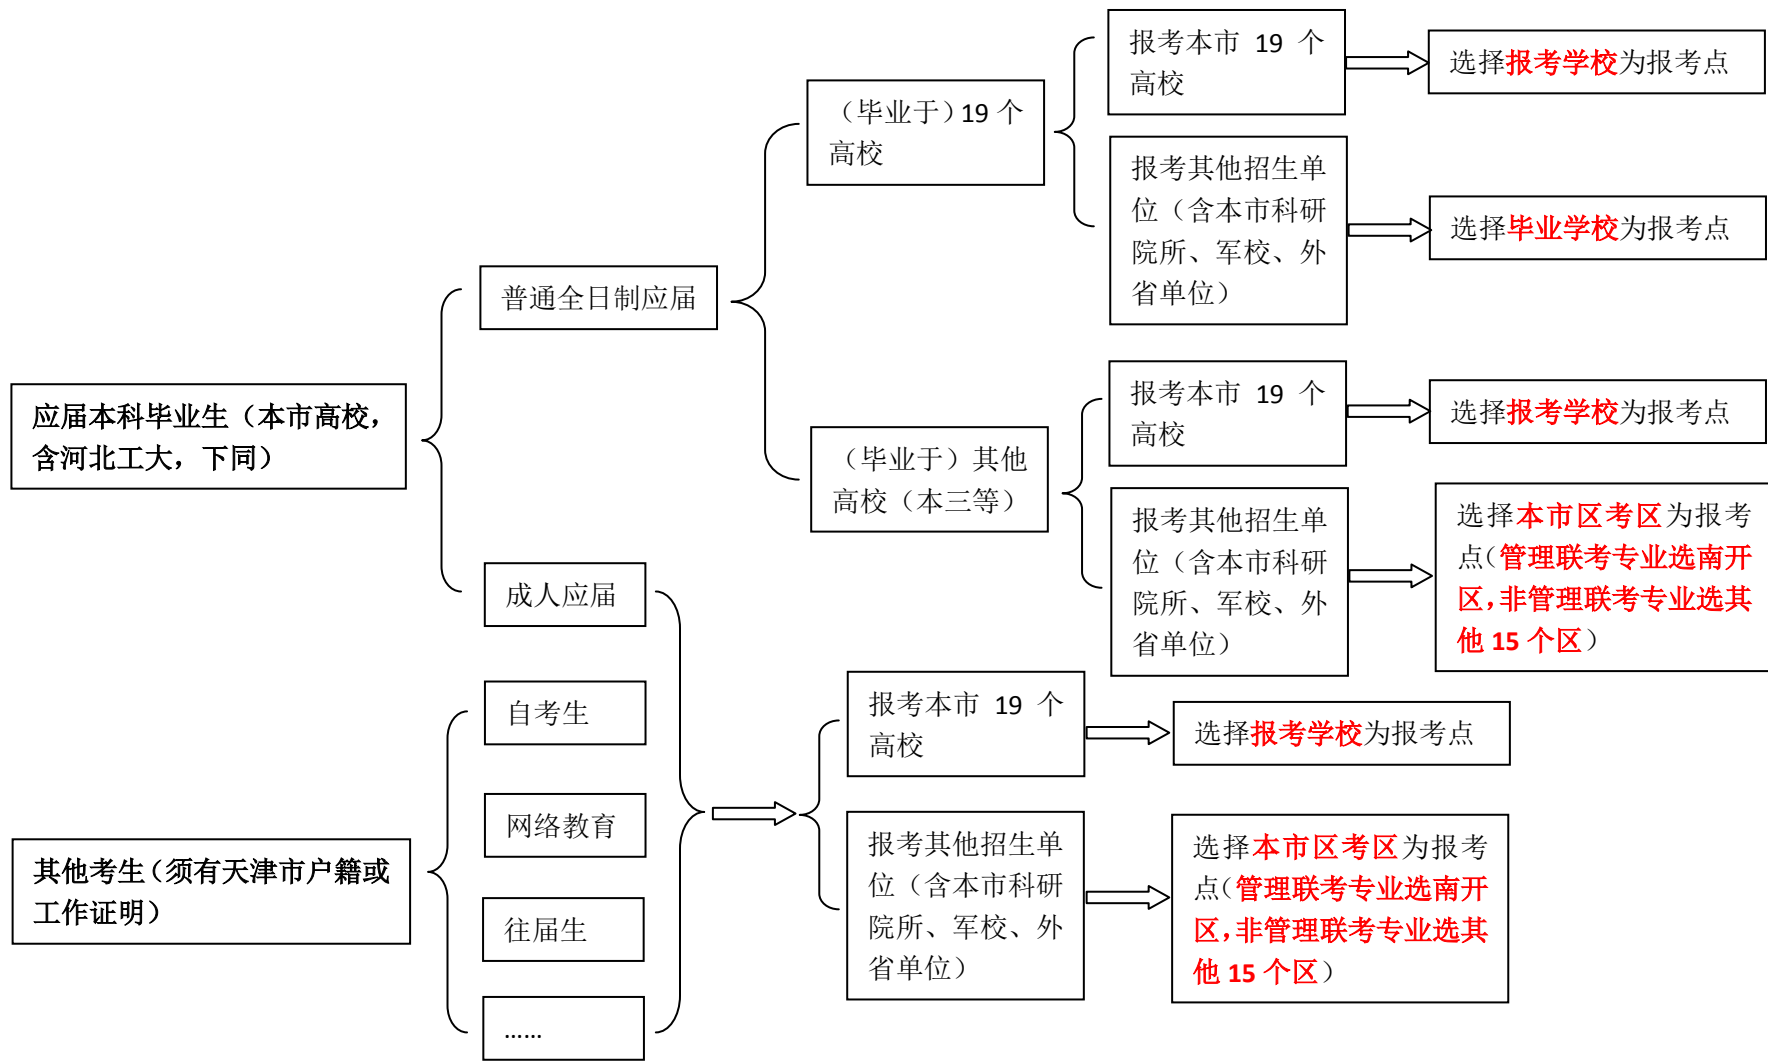 应届本科毕业生（本市高校，
含河北工大，下同）
普通全日制应届
（毕业于）19 个
高校
报考本市 19 个
高校
选择报考学校为报考点
报考其他招生单
位（含本市科研
院所、军校、外
省单位）
选择毕业学校为报考点
（毕业于）其他
高校（本三等）
报考本市 19 个
高校
选择报考学校为报考点
报考其他招生单
位（含本市科研
院所、军校、外
省单位）
选择本市区考区为报考
点（管理联考专业选南开
区，非管理联考专业选其
他 15 个区）
成人应届
其他考生（须有天津市户籍或
工作证明）
自考生
网络教育
往届生
……
报考本市 19 个
高校
选择报考学校为报考点
报考其他招生单
位（含本市科研
院所、军校、外
省单位）
选择本市区考区为报考
点（管理联考专业选南开
区，非管理联考专业选其
他 15 个区）